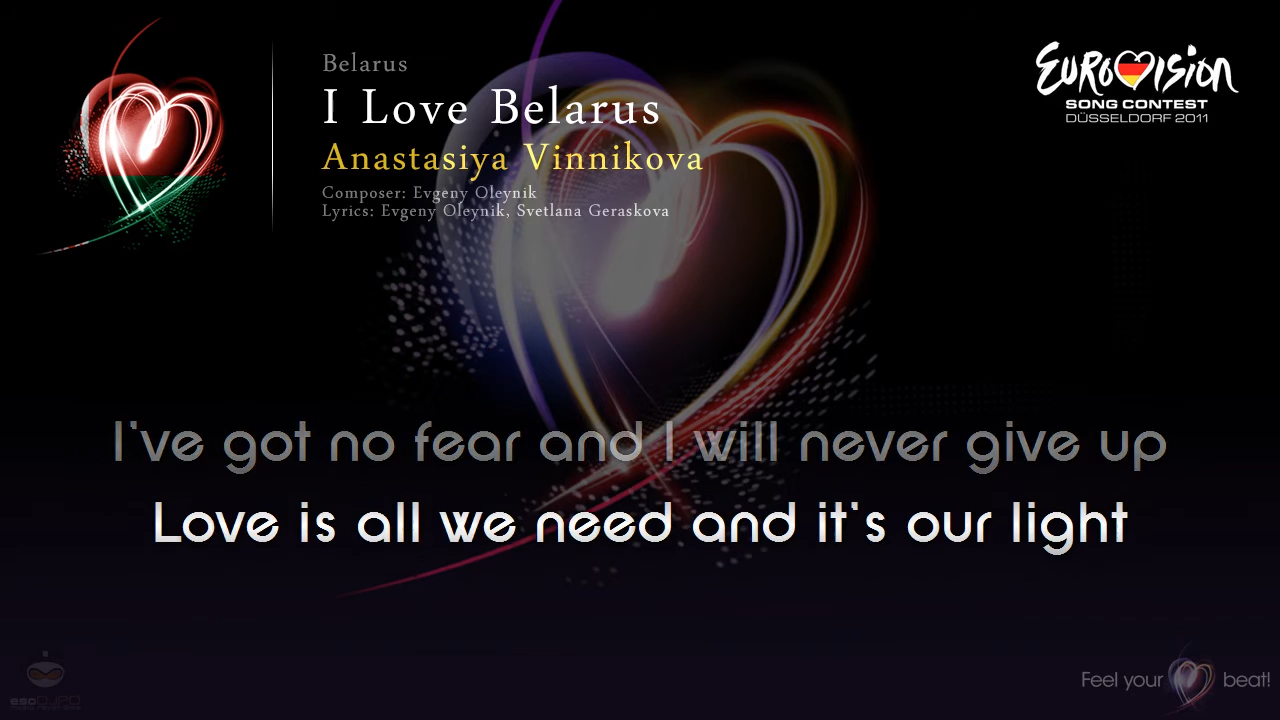 Belarus
I Love Belarus
Anastasiya Vinnikova
Composer: Evgeny Oleynik
Lyrics: Evgeny Oleynik, Svetlana Geraskova
EUROVISION
SONG CONTEST
DÜSSELDORF 2011
I've got no fear and I will never give up
Love is all we need and it's our light
escDJPO
Feel your beat!